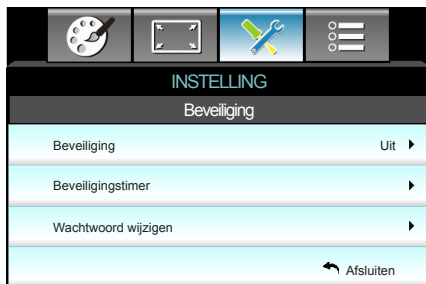 INSTELLING
Beveiliging
Beveiliging Uit
Beveiligingstimer
Wachtwoord wijzigen
Afsluiten